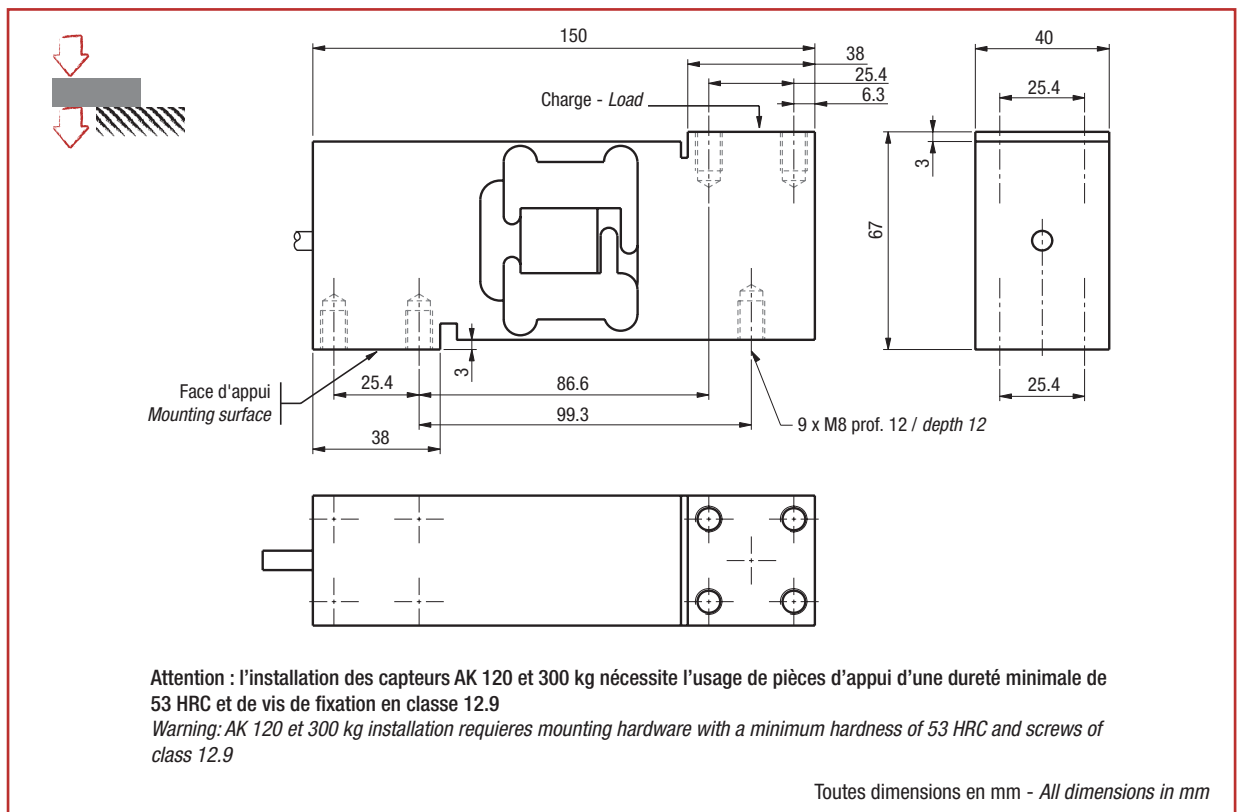 150
38
25.4
6.3
Charge - Load
40
25.4
3
67
Face d'appui
Mounting surface
25.4
38
3
86.6
99.3
9 x M8 prof. 12 / depth 12
25.4
Attention : l'installation des capteurs AK 120 et 300 kg nécessite l'usage de pièces d'appui d'une dureté minimale de
53 HRC et de vis de fixation en classe 12.9
Warning: AK 120 et 300 kg installation requieres mounting hardware with a minimum hardness of 53 HRC and screws of
class 12.9
Toutes dimensions en mm - All dimensions in mm